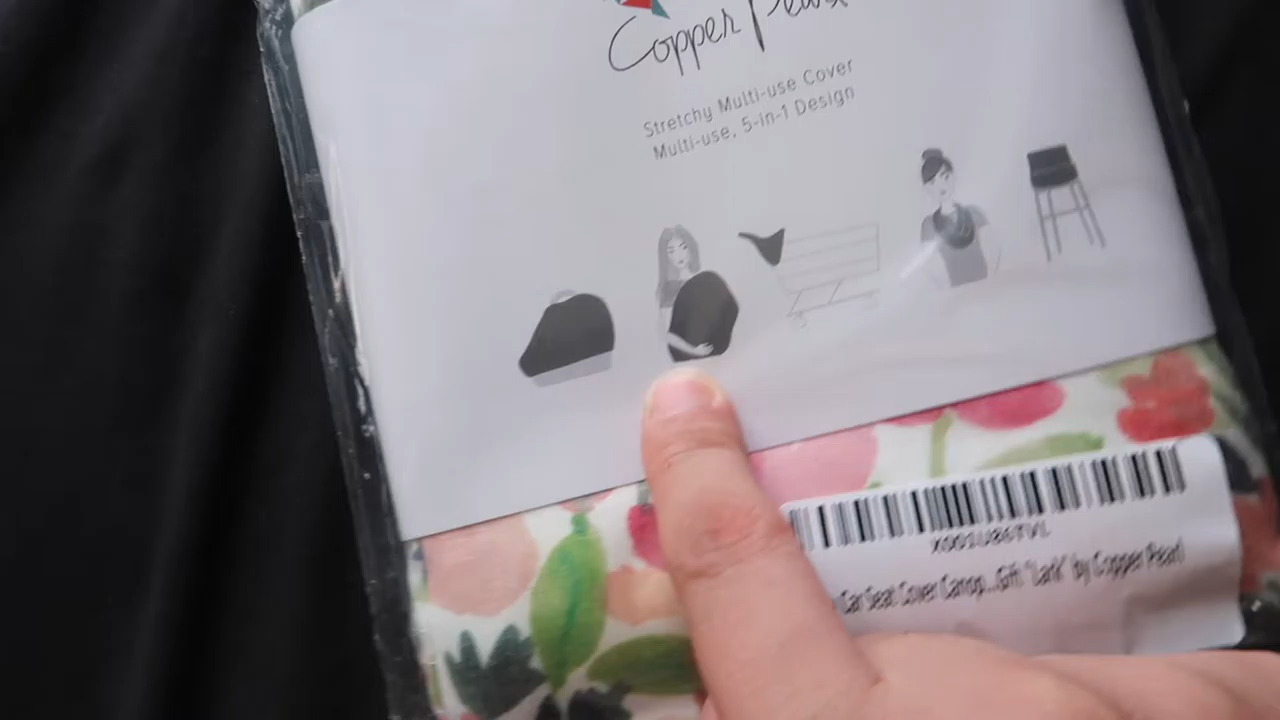 Copper Pearl
Stretchy Multi-use Cover
Multi-use, 5-in-1 Design
Car Seat Cover Canop...Gift "Lark" by Copper Pearl